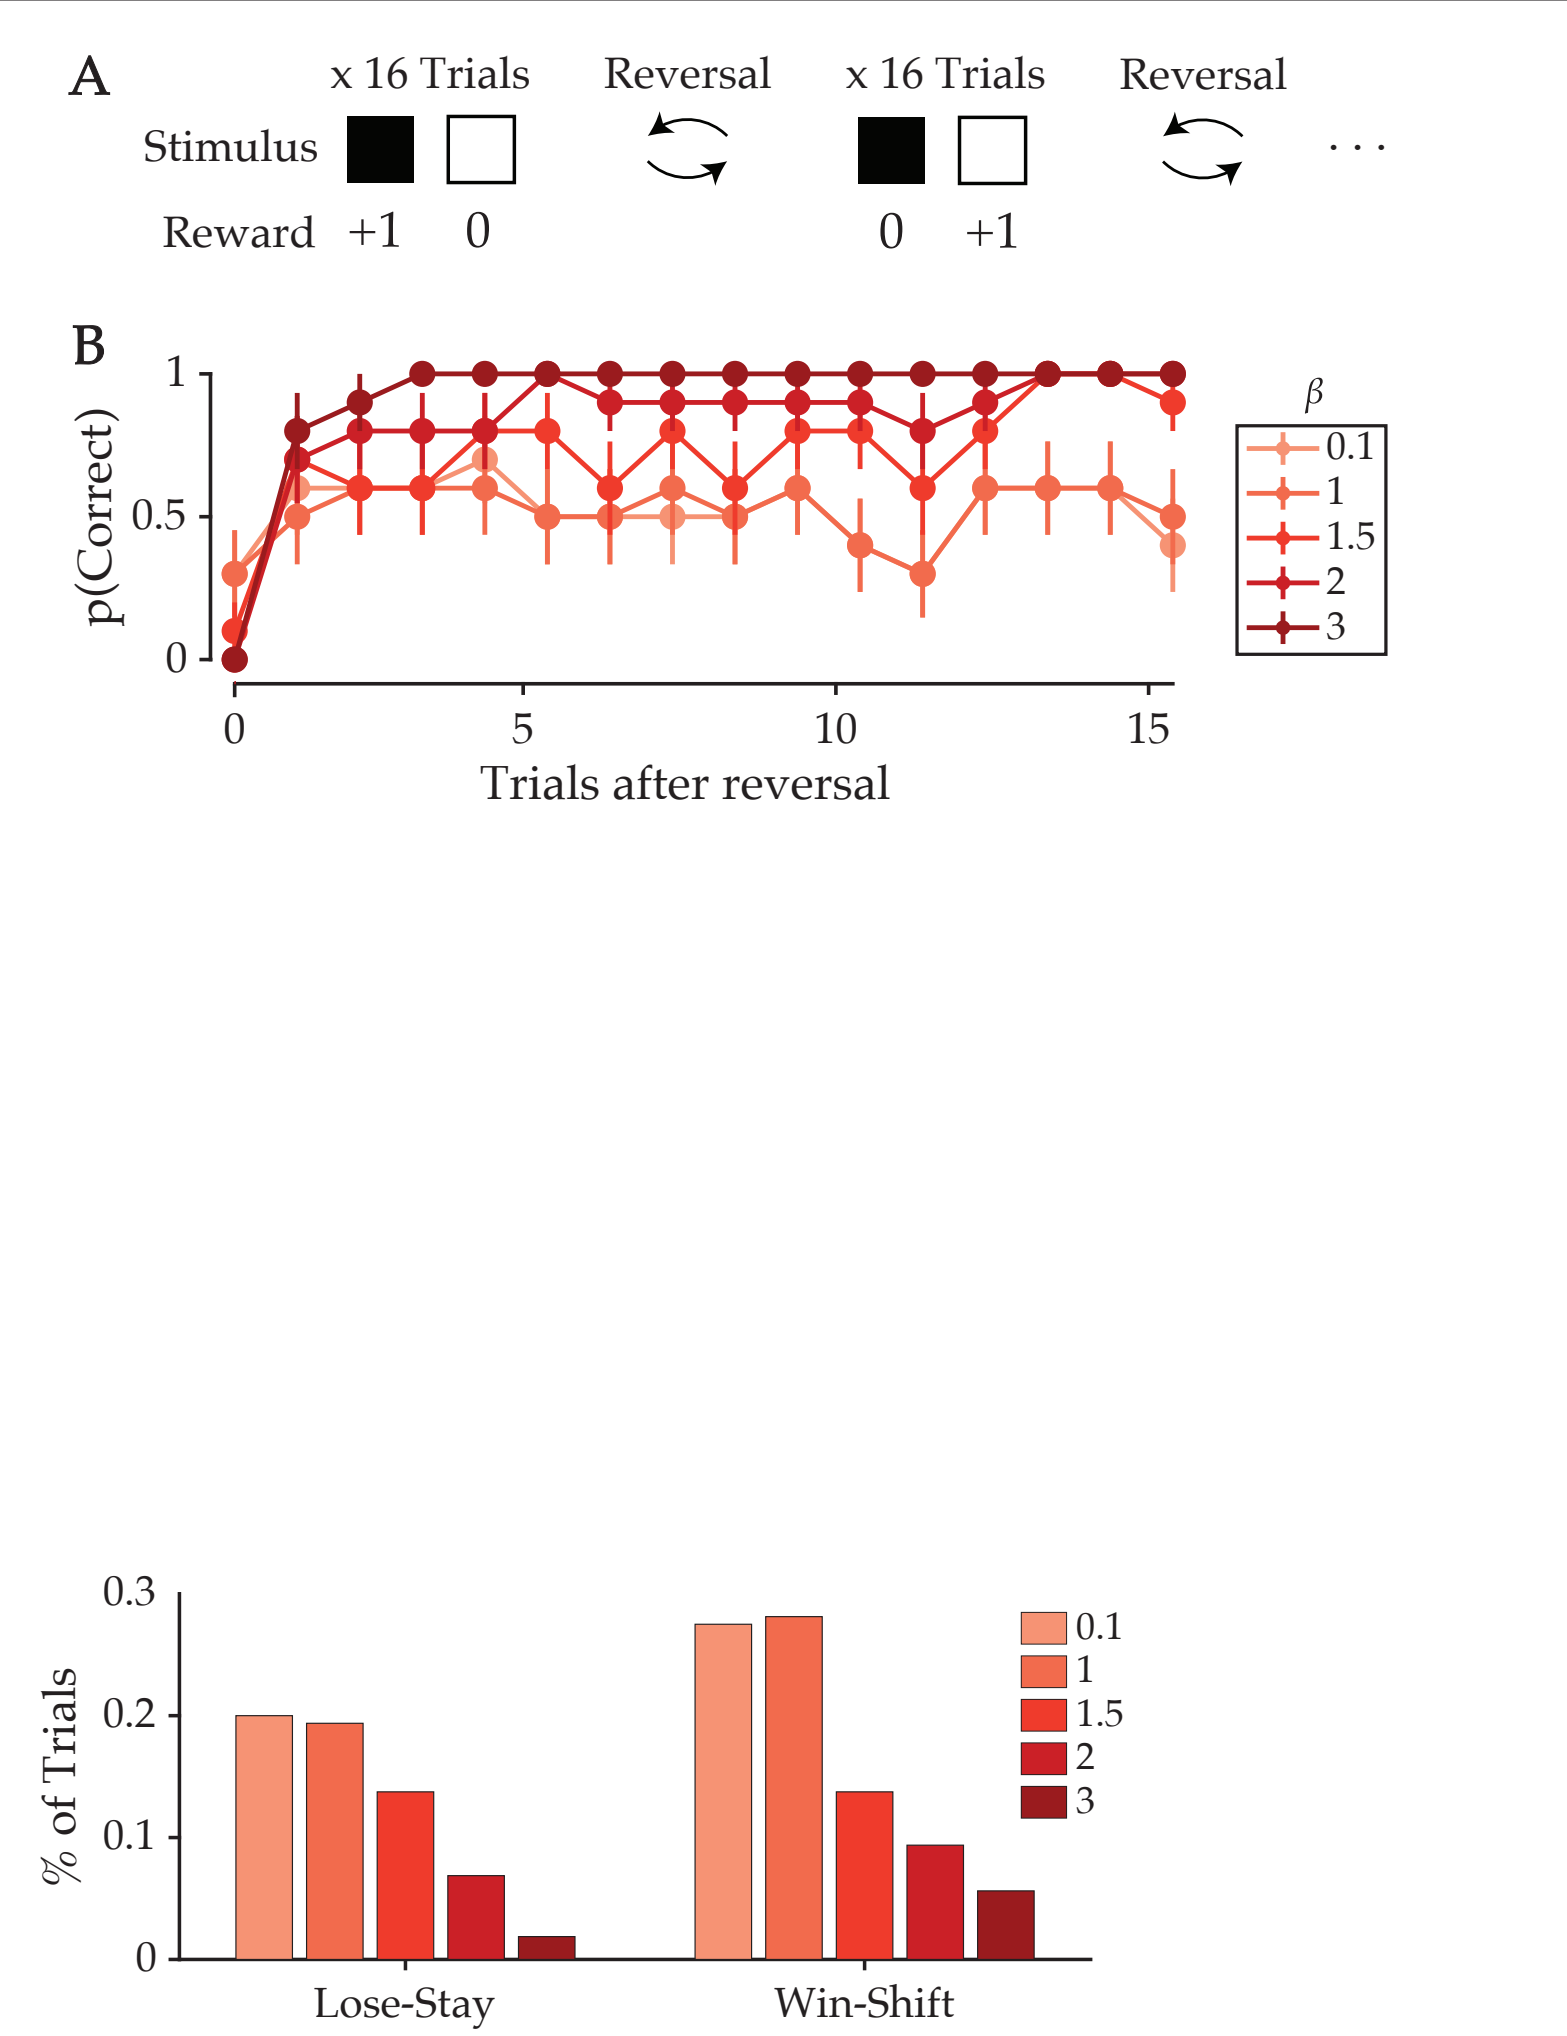 A
x 16 Trials Reversal x 16 Trials Reversal
Stimulus . . .
Reward +1 0 0 +1
B
p(Correct)
1
0.5
0
0 5 10 15
Trials after reversal
β
0.1
1
1.5
2
3
% of Trials
0.3
0.2
0.1
0
Lose-Stay Win-Shift
0.1
1
1.5
2
3